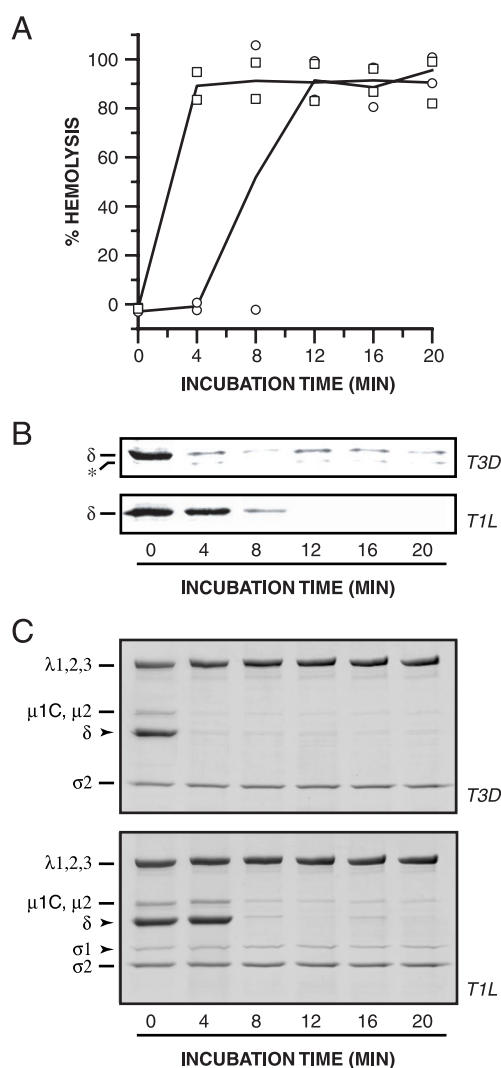 A
% HEMOLYSIS
100
80
60
40
20
0
0 4 8 12 16 20
INCUBATION TIME (MIN)
B
δ
*
T3D
δ
T1L
0 4 8 12 16 20
INCUBATION TIME (MIN)
C
λ1,2,3
μ1C, μ2
δ
σ2
T3D
λ1,2,3
μ1C, μ2
δ
σ1
σ2
T1L
0 4 8 12 16 20
INCUBATION TIME (MIN)